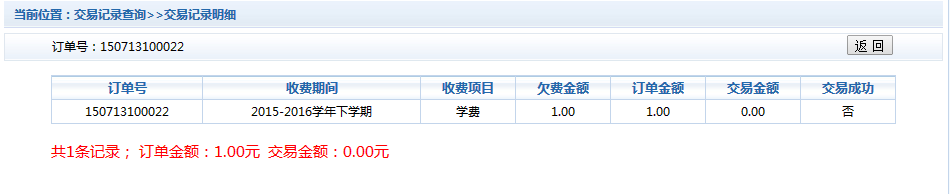 当前位置：交易记录查询>>交易记录明细
订单号：150713100022 返 回
订单号 收费期间 收费项目 欠费金额 订单金额 交易金额 交易成功
150713100022 2015-2016学年下学期 学费 1.00 1.00 0.00 否
共1条记录； 订单金额：1.00元 交易金额：0.00元